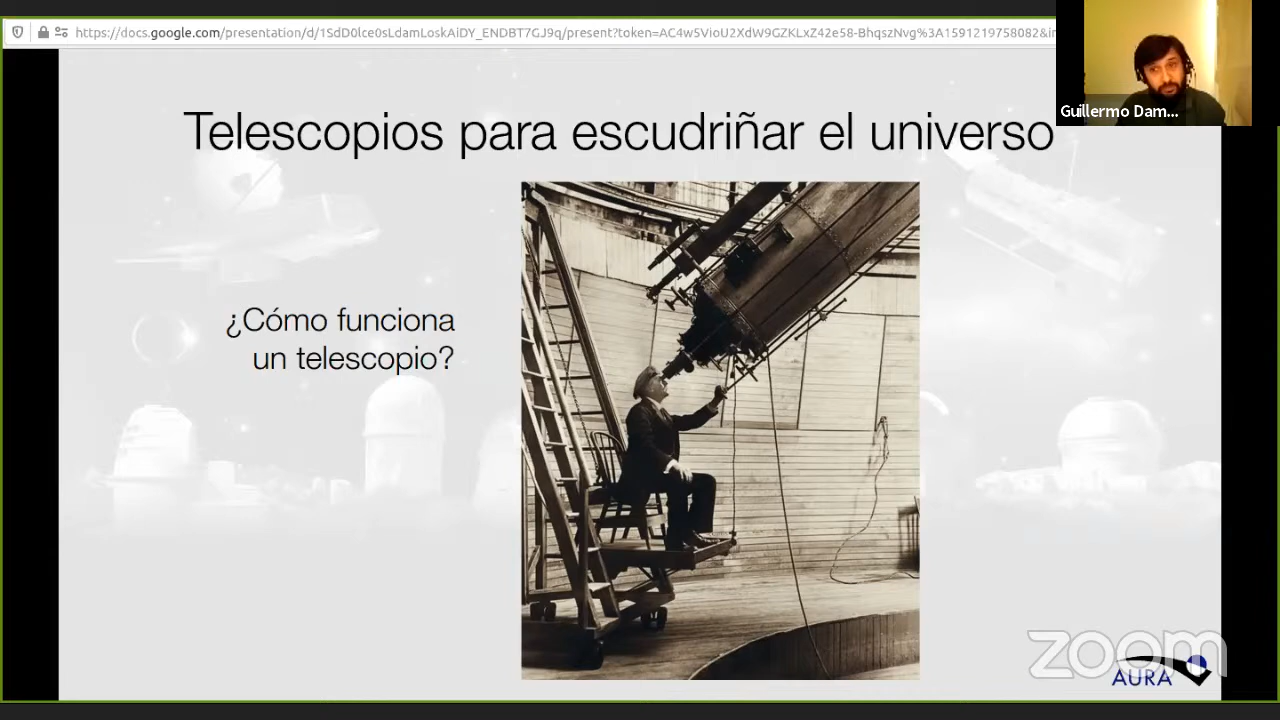 https://docs.google.com/presentation/d/1SdD0lce0sLdamLoskAiDY_ENDBT7GJ9q/present?token=AC4w5VioU2XdW9GZKLxZ42e58-BhqszNvg%3A1591219758082&in
Guillermo Dam...
Telescopios para escudriñar el universo
¿Cómo funciona
un telescopio?
zoom
AURA